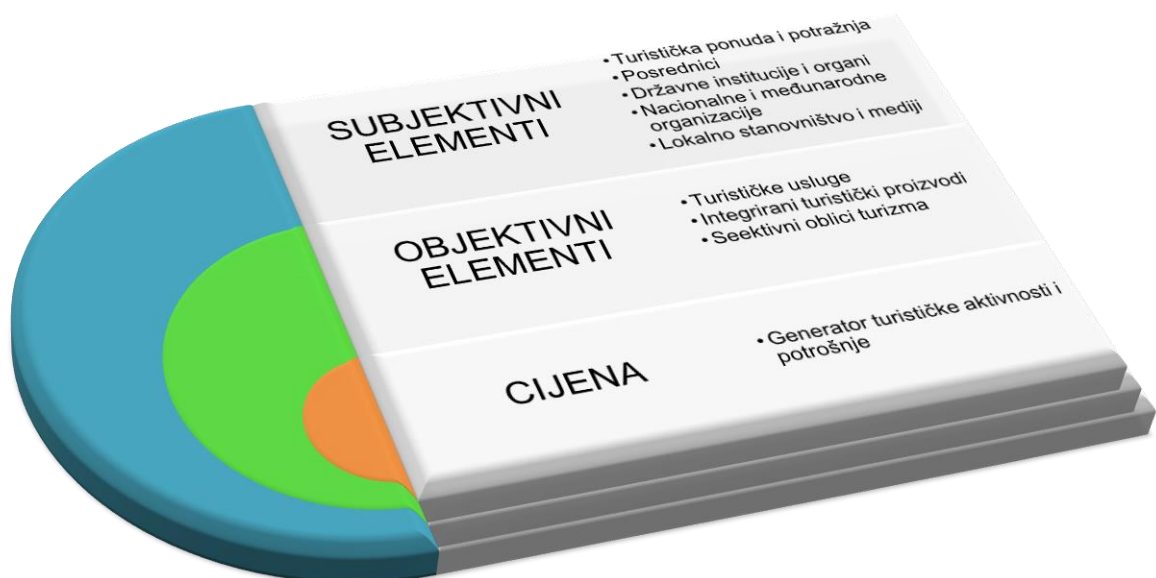 SUBJEKTIVNI
ELEMENTI
•Turistička ponuda i potražnja
•Posrednici
•Državne institucije i organi
•Nacionalne i međunarodne
organizacije
•Lokalno stanovništvo i mediji
OBJEKTIVNI
ELEMENTI
•Turističke usluge
•Integrirani turistički proizvodi
•Seektivni oblici turizma
CIJENA
•Generator turističke aktivnosti i
potrošnje